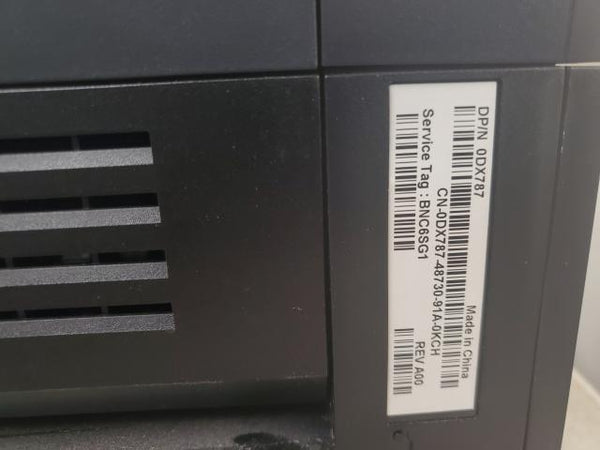 DP/N 0DX787
Made in China
CN-0DX787-48730-91A-0KCH
Service Tag : BNC6SG1
REV A00